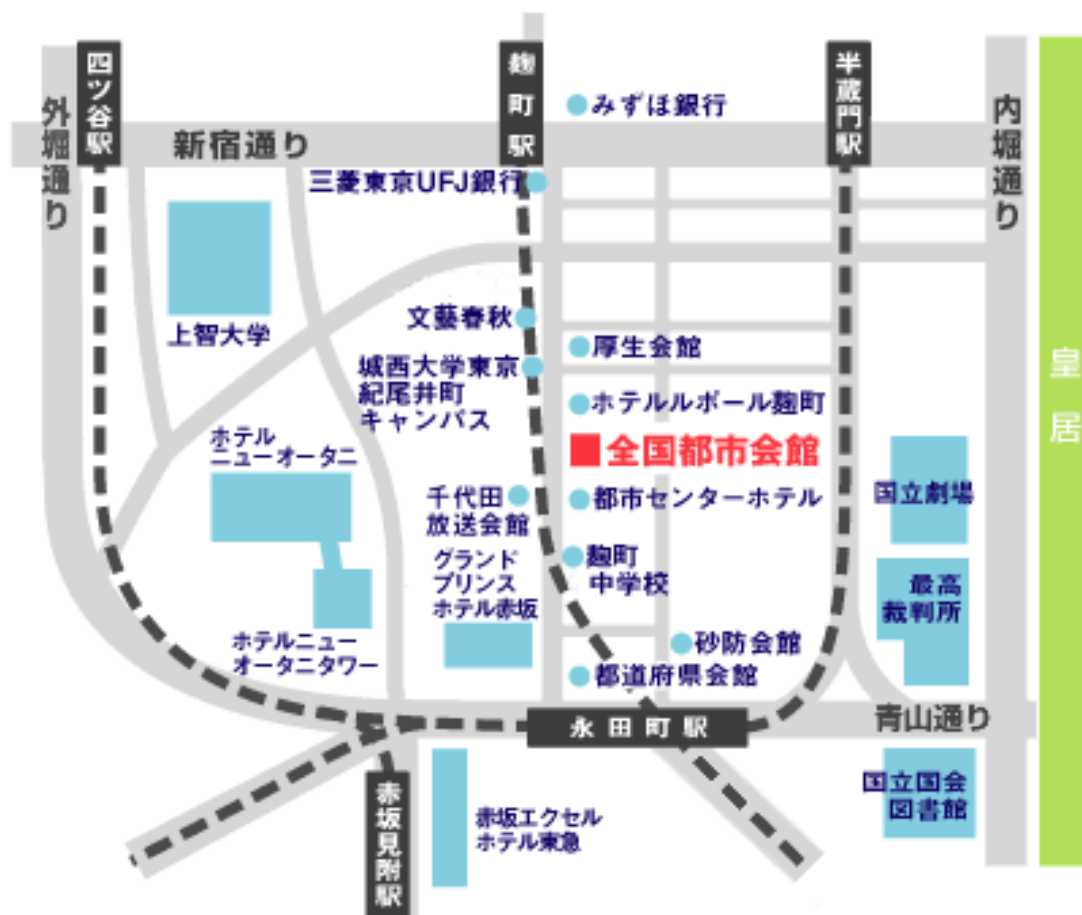 四ツ谷駅
麹町駅
半蔵門駅
外堀通り
新宿通り
内堀通り
みずほ銀行
三菱東京UFJ銀行
上智大学
文藝春秋
厚生会館
城西大学東京
紀尾井町
キャンパス
ホテルルポール麹町
皇居
ホテル
ニューオータニ
全国都市会館
千代田
放送会館
都市センターホテル
国立劇場
グランド
プリンス
ホテル赤坂
麹町
中学校
最高
裁判所
ホテルニュー
オータニタワー
砂防会館
都道府県会館
永田町駅
青山通り
赤坂見附駅
赤坂エクセル
ホテル東急
国立国会
図書館